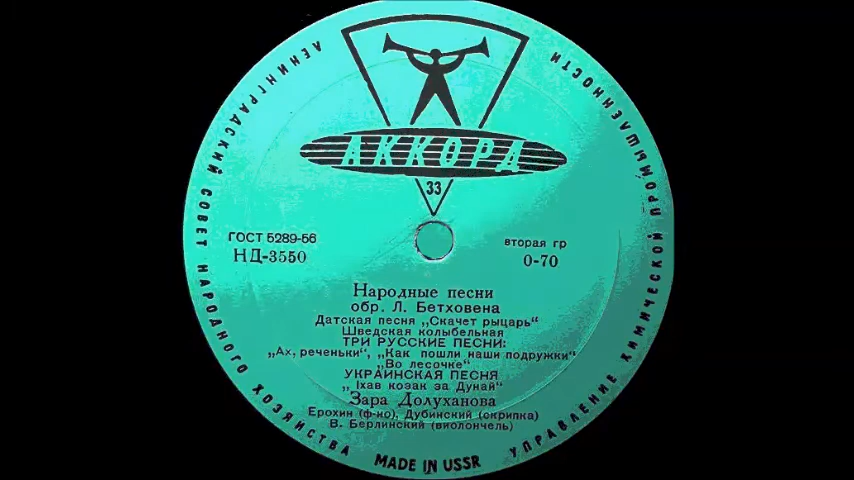 ЛЕНИНГРАДСКИЙ СОВЕТ НАРОДНОГО ХОЗЯЙСТВА
УПРАВЛЕНИЕ ХИМИЧЕСКОЙ ПРОМЫШЛЕННОСТИ
АККОРД
33
ГОСТ 5289-56
НД-3550
вторая гр
0-70
Народные песни
обр. Л. Бетховена
Датская песня „Скачет рыцарь“
Шведская колыбельная
ТРИ РУССКИЕ ПЕСНИ:
„Ах, реченьки“, „Как пошли наши подружки“
„Во лесочке“
УКРАИНСКАЯ ПЕСНЯ
„Їхав козак за Дунай“
Зара Долуханова
Ерохин (ф-но), Дубинский (скрипка)
В. Берлинский (виолончель)
MADE IN USSR